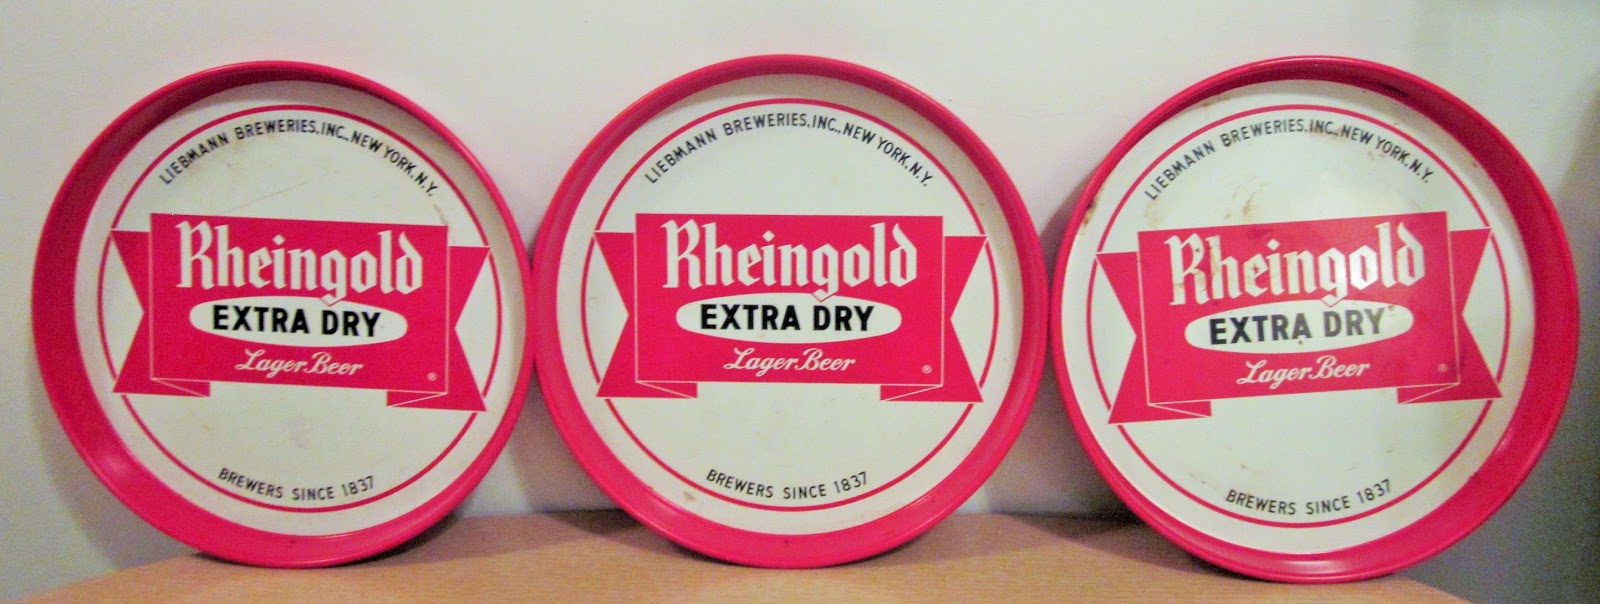 LIEBMANN BREWERIES, INC., NEW YORK, N.Y.
Rheingold
EXTRA DRY
Lager Beer
®
BREWERS SINCE 1837
LIEBMANN BREWERIES, INC., NEW YORK, N.Y.
Rheingold
EXTRA DRY
Lager Beer
®
BREWERS SINCE 1837
LIEBMANN BREWERIES, INC., NEW YORK, N.Y.
Rheingold
EXTRA DRY
Lager Beer
®
BREWERS SINCE 1837